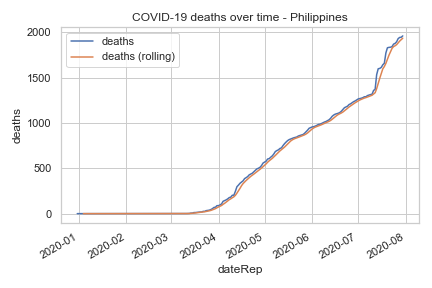 COVID-19 deaths over time - Philippines
deaths
deaths (rolling)
2000
1500
1000
500
0
deaths
2020-01
2020-02
2020-03
2020-04
2020-05
2020-06
2020-07
2020-08
dateRep